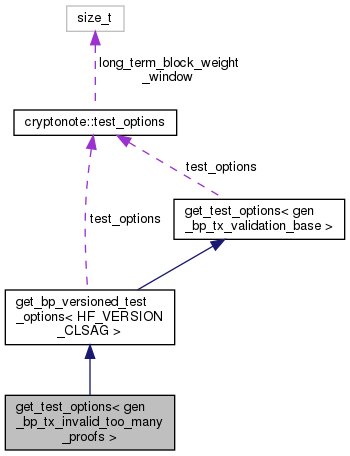 size_t
long_term_block_weight
_window
cryptonote::test_options
test_options
test_options
get_test_options< gen
_bp_tx_validation_base >
get_bp_versioned_test
_options< HF_VERSION
_CLSAG >
get_test_options< gen
_bp_tx_invalid_too_many
_proofs >